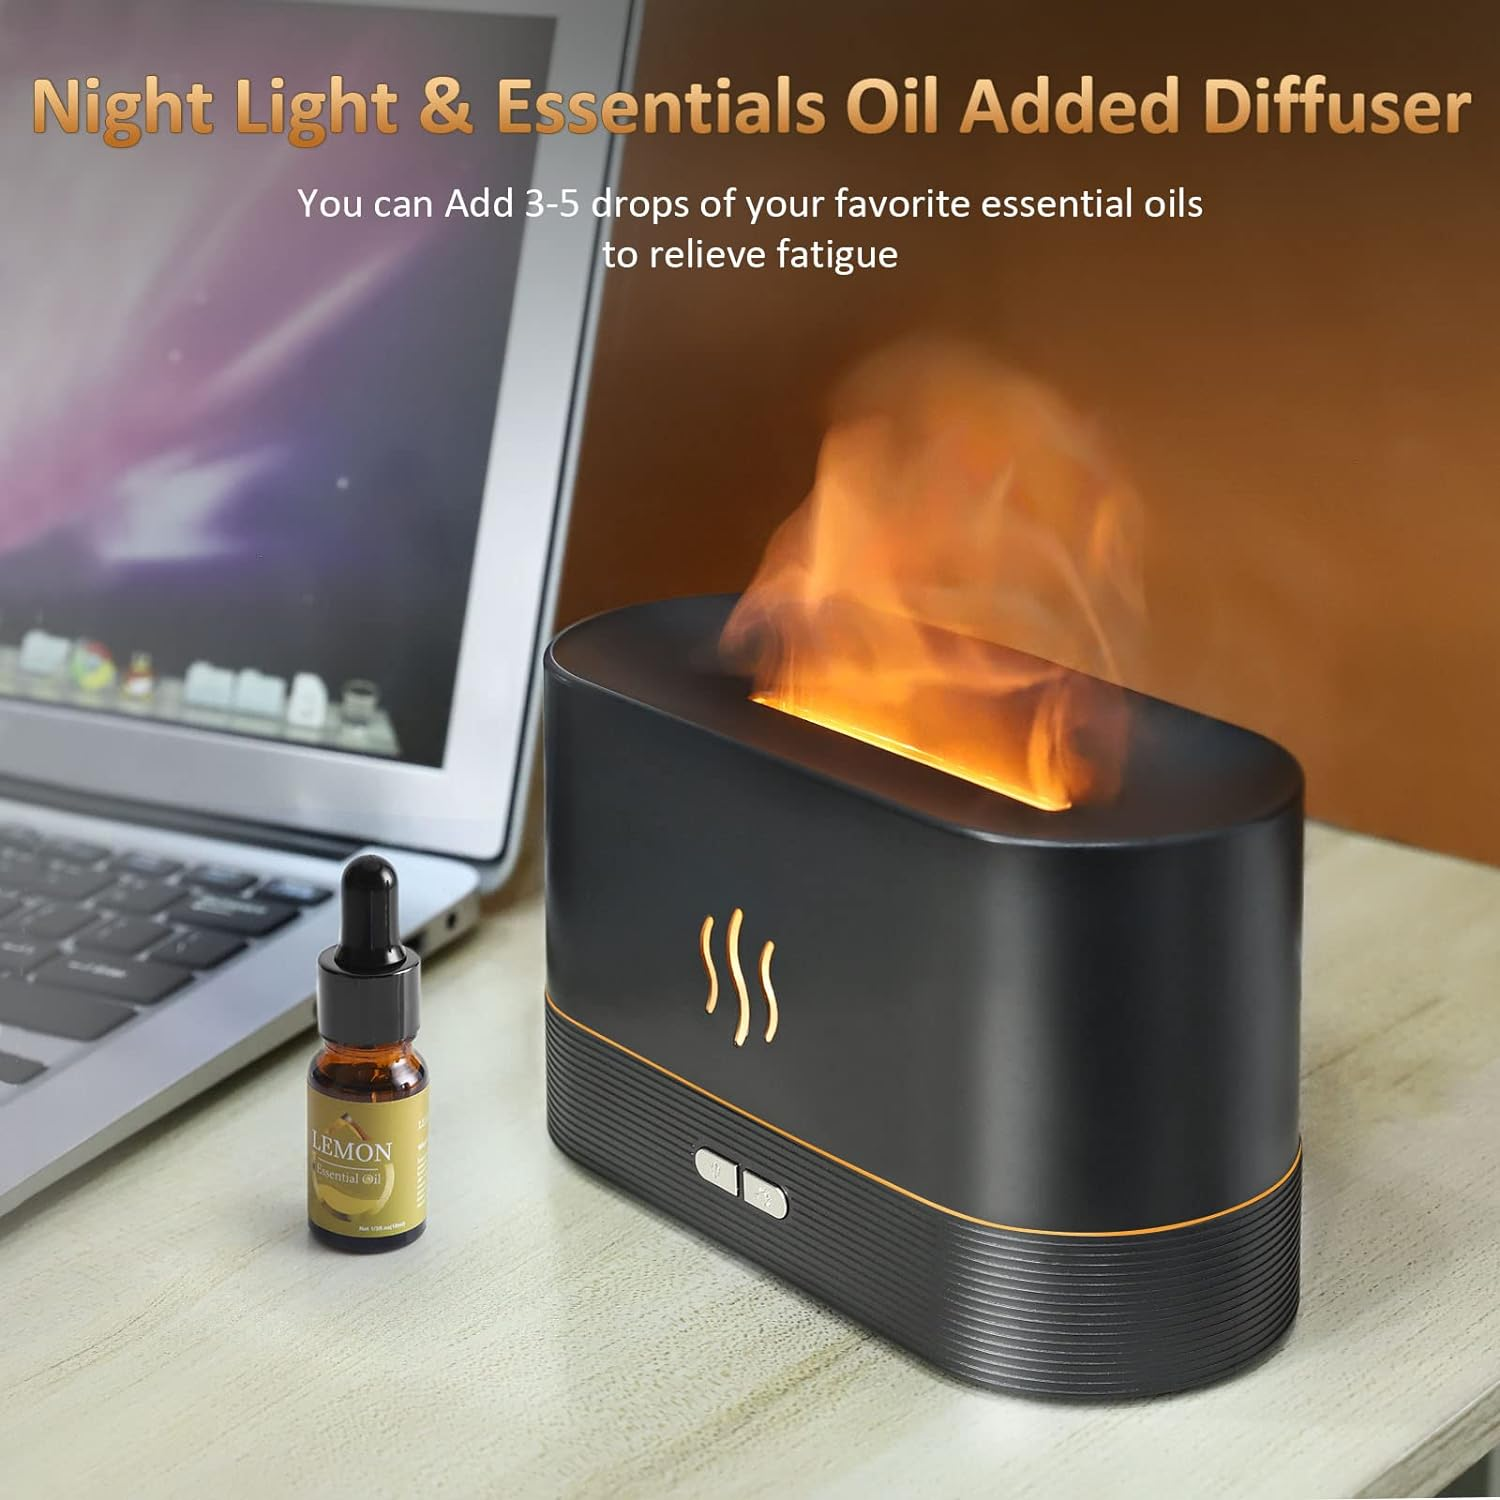 Night Light & Essentials Oil Added Diffuser
You can Add 3-5 drops of your favorite essential oils
to relieve fatigue
LEMON
Essential Oil